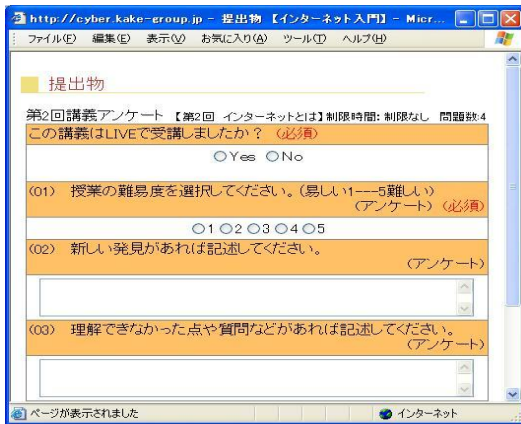 http://cyber.kake-group.jp - 提出物 【インターネット入門】 - Micr...
ファイル(F) 編集(E) 表示(V) お気に入り(A) ツール(T) ヘルプ(H)
提出物
第2回講義アンケート 【第2回 インターネットとは】制限時間: 制限なし 問題数:4
この講義はLIVEで受講しましたか? (必須)
Yes No
(01) 授業の難易度を選択してください。(易しい1---5難しい)
(アンケート) (必須)
1 2 3 4 5
(02) 新しい発見があれば記述してください。
(アンケート)
(03) 理解できなかった点や質問などがあれば記述してください。
(アンケート)
ページが表示されました インターネット